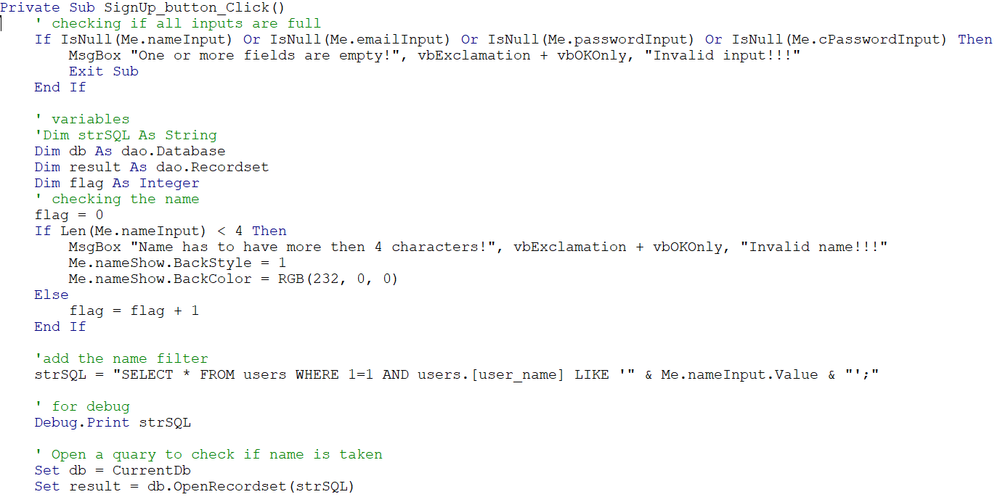 Private Sub SignUp_button_Click()
    ' checking if all inputs are full
    If IsNull(Me.nameInput) Or IsNull(Me.emailInput) Or IsNull(Me.passwordInput) Or IsNull(Me.cPasswordInput) Then
        MsgBox "One or more fields are empty!", vbExclamation + vbOKOnly, "Invalid input!!!"
        Exit Sub
    End If

    ' variables
    'Dim strSQL As String
    Dim db As dao.Database
    Dim result As dao.Recordset
    Dim flag As Integer
    ' checking the name
    flag = 0
    If Len(Me.nameInput) < 4 Then
        MsgBox "Name has to have more then 4 characters!", vbExclamation + vbOKOnly, "Invalid name!!!"
        Me.nameShow.BackStyle = 1
        Me.nameShow.BackColor = RGB(232, 0, 0)
    Else
        flag = flag + 1
    End If

    'add the name filter
    strSQL = "SELECT * FROM users WHERE 1=1 AND users.[user_name] LIKE '" & Me.nameInput.Value & "';"

    ' for debug
    Debug.Print strSQL

    ' Open a quary to check if name is taken
    Set db = CurrentDb
    Set result = db.OpenRecordset(strSQL)